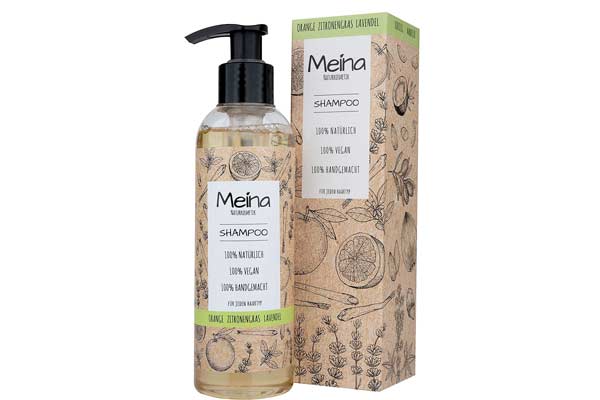 Meina
NATURKOSMETIK
SHAMPOO
100% NATÜRLICH
100% VEGAN
100% HANDGEMACHT
FÜR JEDEN HAARTYP
ORANGE ZITRONENGRAS LAVENDEL
ORANGE ZITRONENGRAS LAVENDEL
Meina
NATURKOSMETIK
SHAMPOO
100% NATÜRLICH
100% VEGAN
100% HANDGEMACHT
FÜR JEDEN HAARTYP